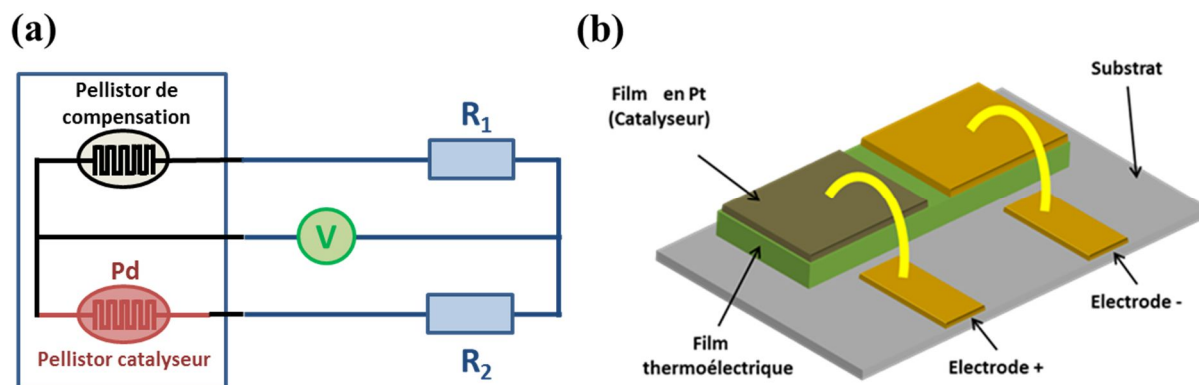 (a)
Pellistor de
compensation
R1
V
Pd
Pellistor catalyseur
R2
(b)
Substrat
Film en Pt
(Catalyseur)
Electrode -
Film
thermoélectrique
Electrode +